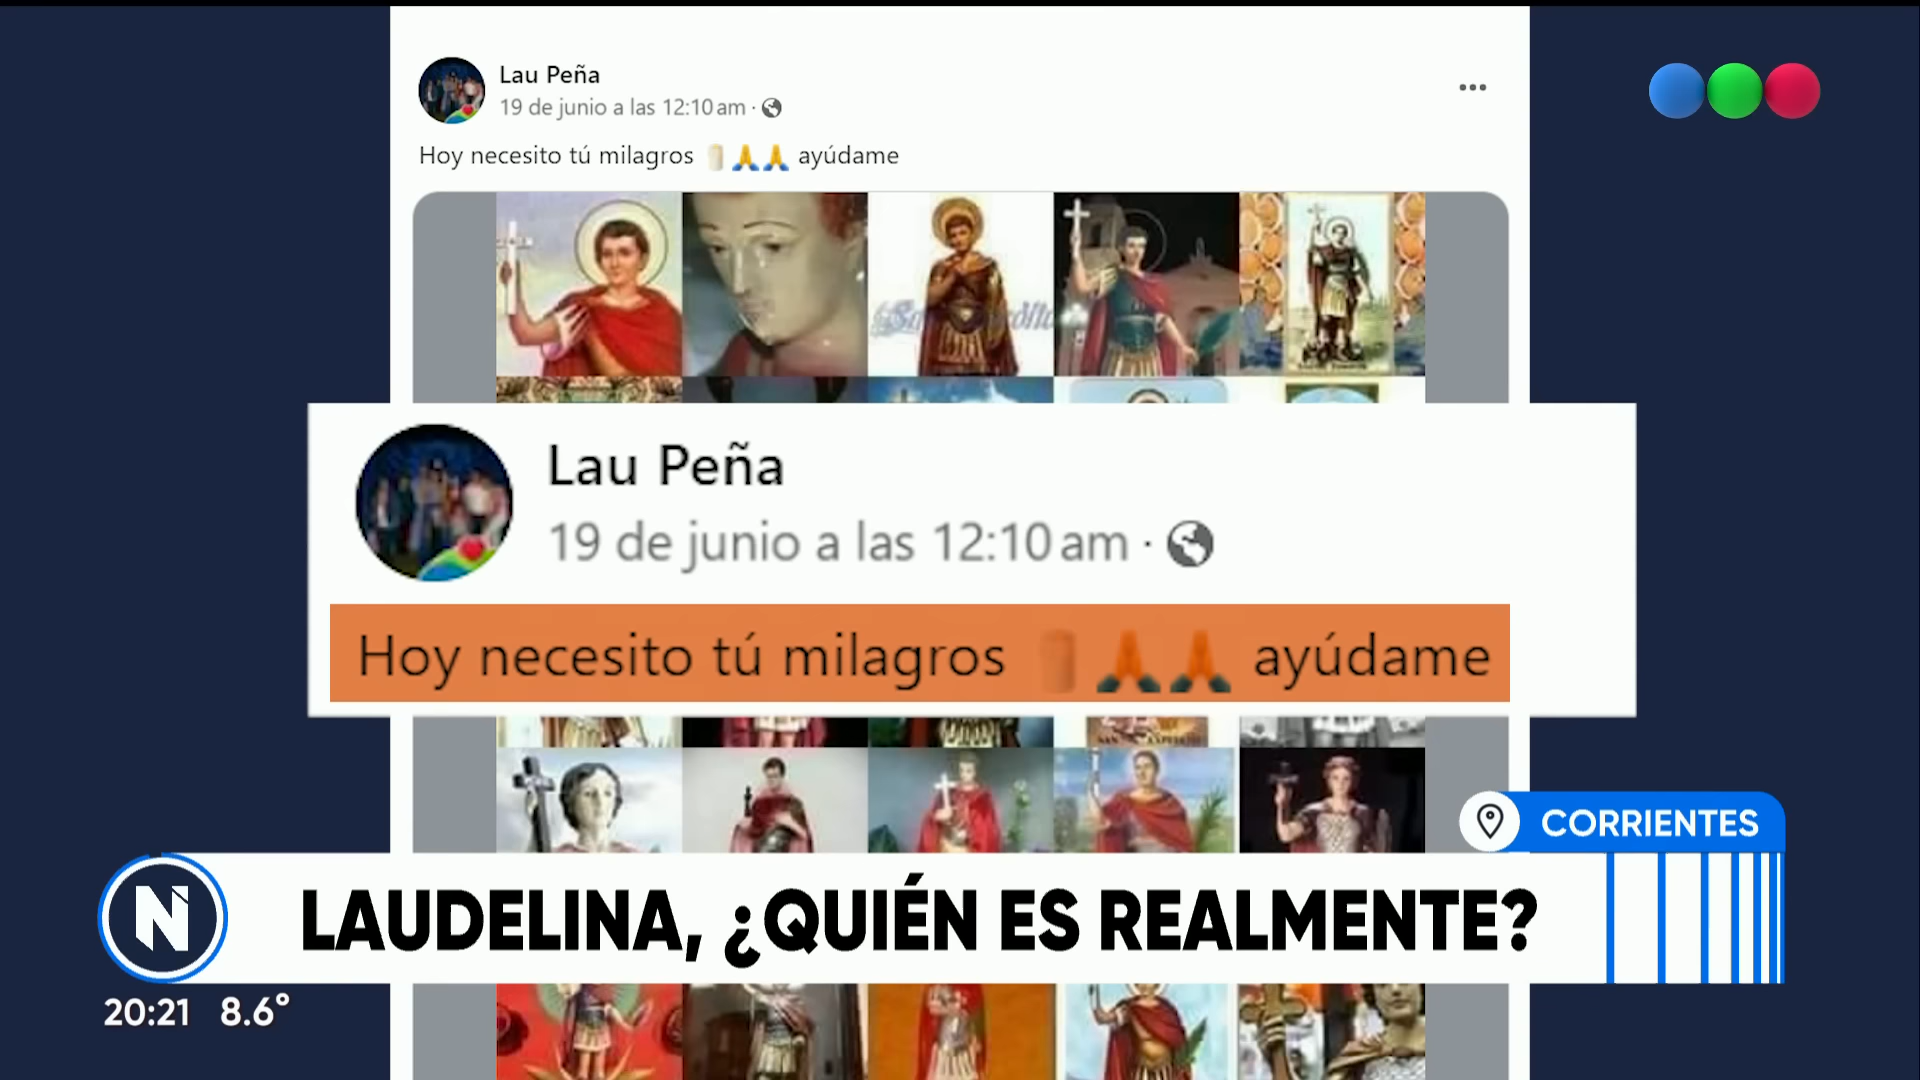 Lau Peña
19 de junio a las 12:10 am ·
Hoy necesito tú milagros 🕯️🙏🙏 ayúdame
Lau Peña
19 de junio a las 12:10 am ·
Hoy necesito tú milagros 🕯️🙏🙏 ayúdame
CORRIENTES
N
LAUDELINA, ¿QUIÉN ES REALMENTE?
20:21 8.6°